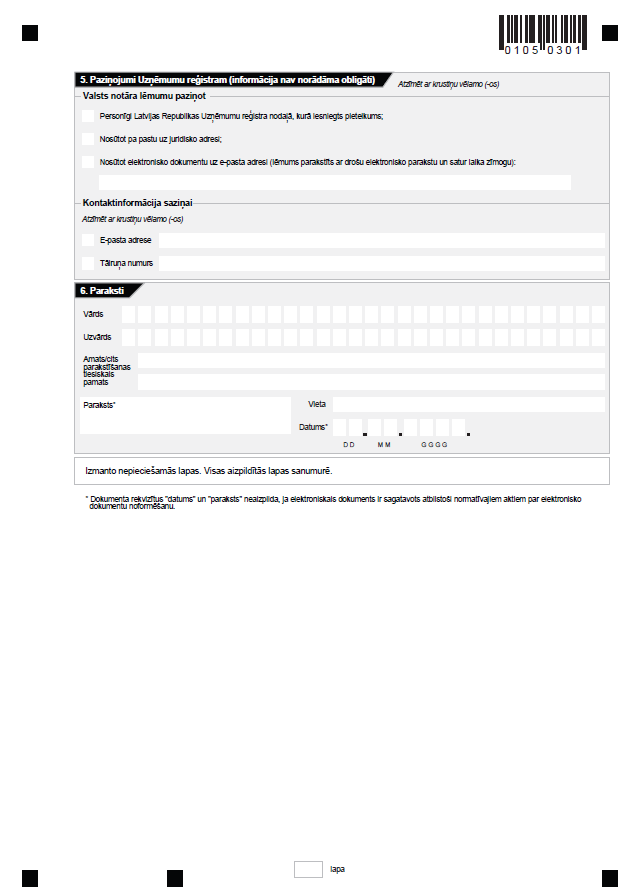 01050301
5. Paziņojumi Uzņēmumu reģistram (informācija nav norādāma obligāti) Atzīmēt ar krustiņu vēlamo (-os)
Valsts notāra lēmumu paziņot
Personīgi Latvijas Republikas Uzņēmumu reģistra nodaļā, kurā iesniegts pieteikums;
Nosūtot pa pastu uz juridisko adresi;
Nosūtot elektronisko dokumentu uz e-pasta adresi (lēmums parakstīts ar drošu elektronisko parakstu un satur laika zīmogu):
Kontaktinformācija saziņai
Atzīmēt ar krustiņu vēlamo (-os)
E-pasta adrese
Tālruņa numurs
6. Paraksti
Vārds
Uzvārds
Amats/cits
parakstīšanas
tiesiskais
pamats
Paraksts*
Vieta
Datums* . . .
DD MM GGGG
Izmanto nepieciešamās lapas. Visas aizpildītās lapas sanumurē.
* Dokumenta rekvizītus "datums" un "paraksts" neaizpilda, ja elektroniskais dokuments ir sagatavots atbilstoši normatīvajiem aktiem par elektronisko
dokumentu noformēšanu.
lapa